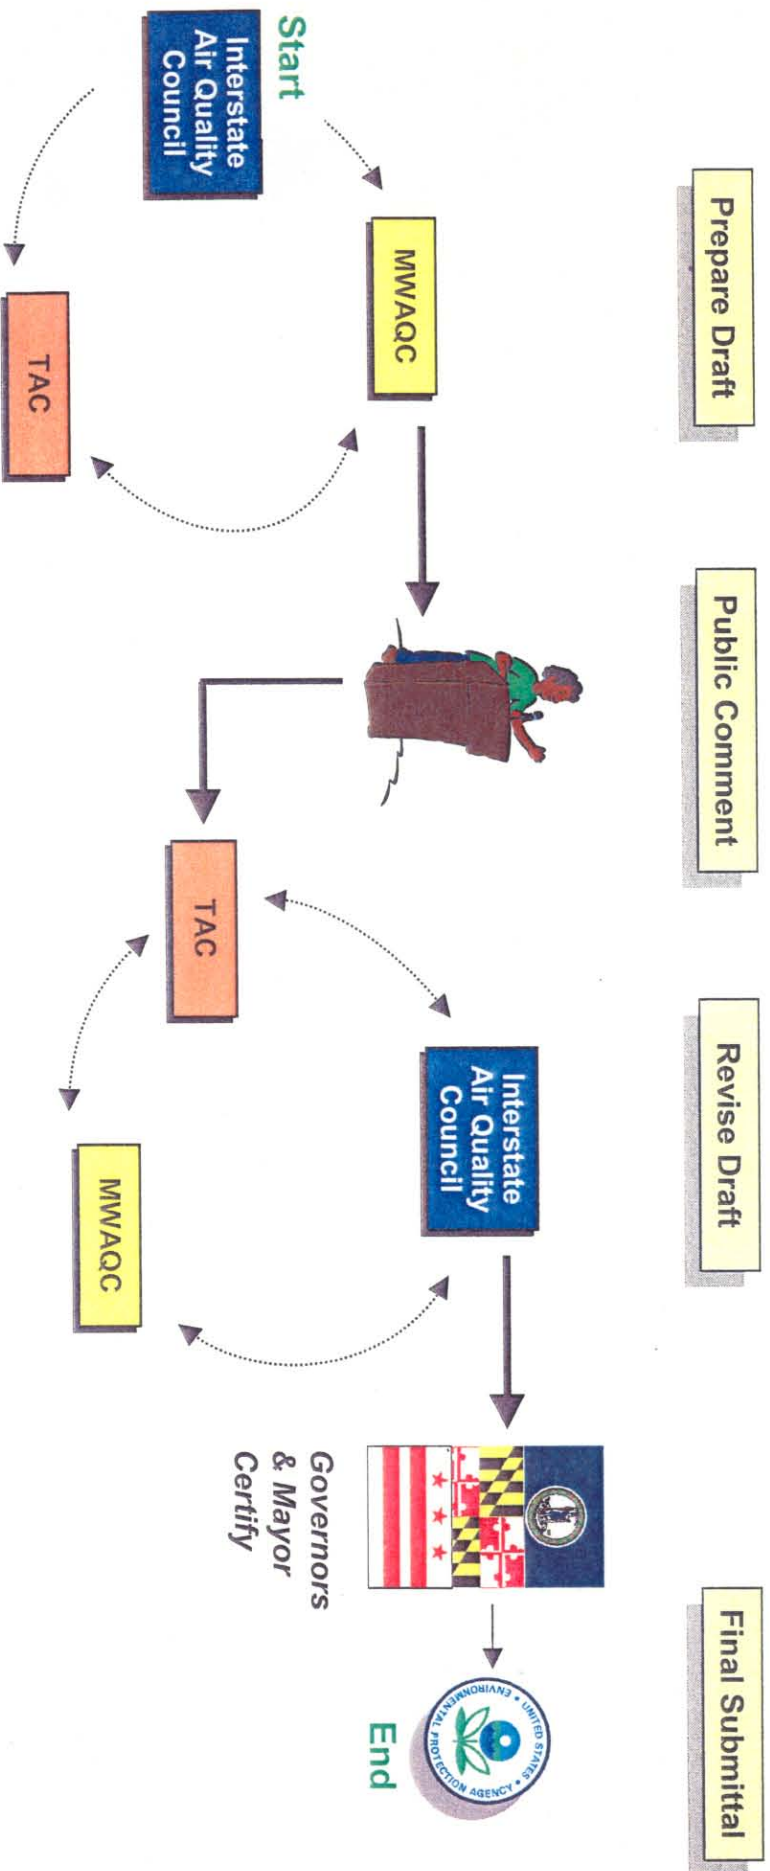 Prepare Draft
Public Comment
Revise Draft
Final Submittal
Start
Interstate
Air Quality
Council
MWAQC
TAC
TAC
Interstate
Air Quality
Council
MWAQC
Governors
& Mayor
Certify
UNITED STATES • ENVIRONMENTAL PROTECTION AGENCY •
End